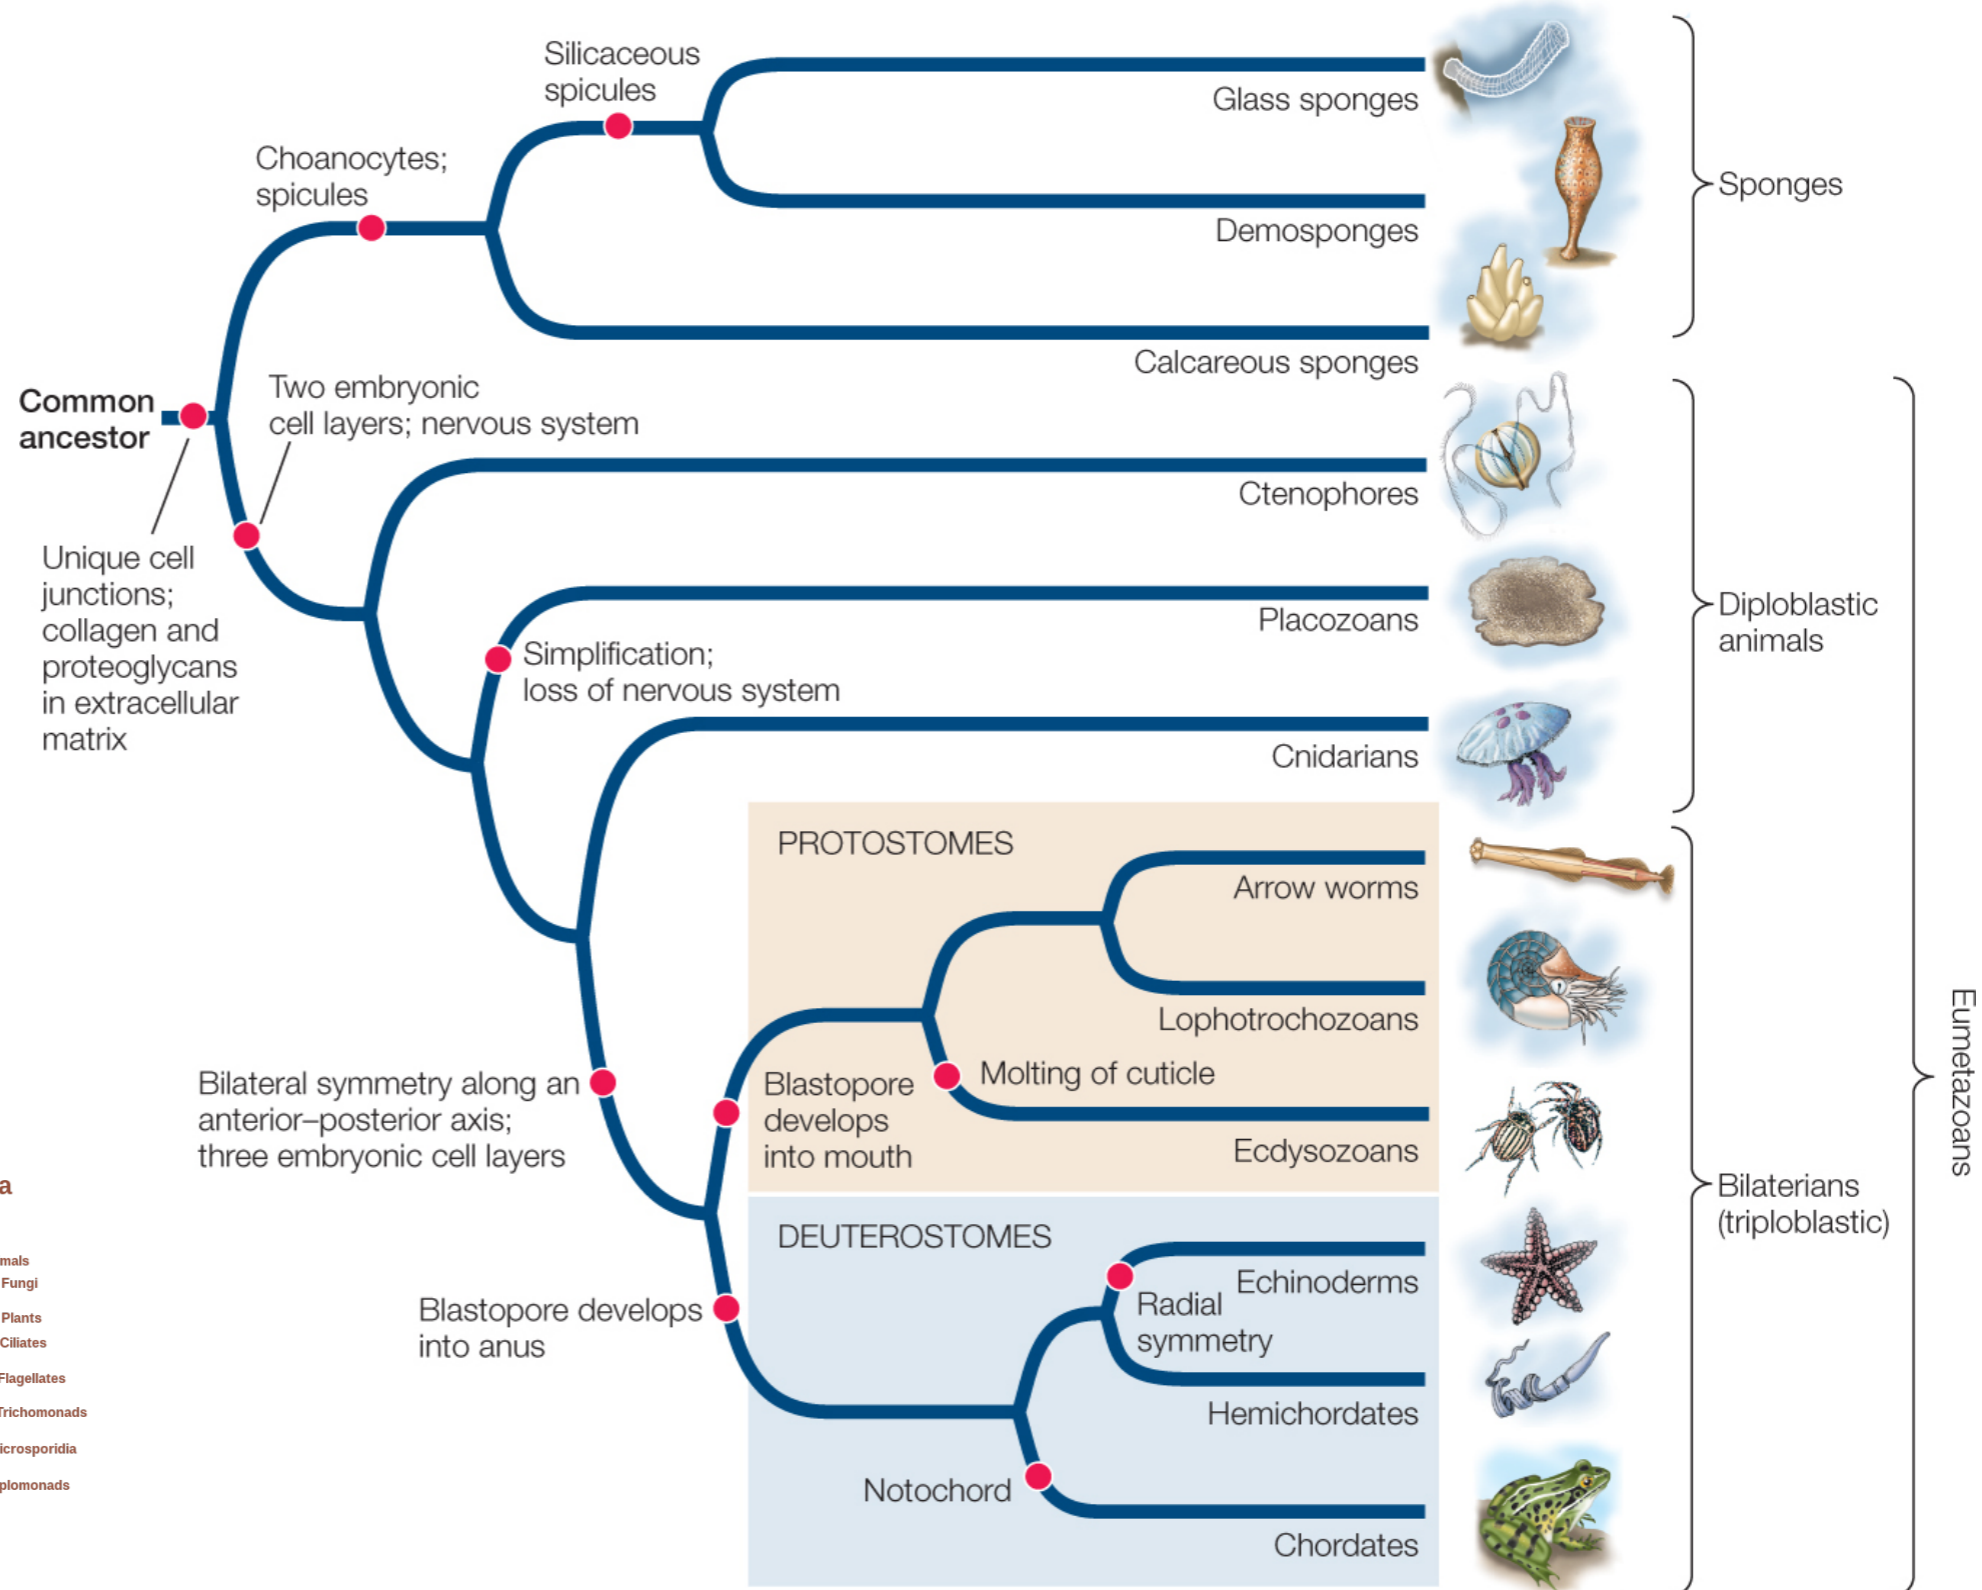 Silicaceous
spicules
Glass sponges
Choanocytes;
spicules
Sponges
Demosponges
Calcareous sponges
Common
ancestor
Two embryonic
cell layers; nervous system
Ctenophores
Unique cell
junctions;
collagen and
proteoglycans
in extracellular
matrix
Placozoans
Diploblastic
animals
Simplification;
loss of nervous system
Cnidarians
PROTOSTOMES
Arrow worms
Lophotrochozoans
Eumetazoans
Bilateral symmetry along an
anterior–posterior axis;
three embryonic cell layers
Blastopore
develops
into mouth
Molting of cuticle
Ecdysozoans
Bilaterians
(triploblastic)
DEUTEROSTOMES
Echinoderms
Radial
symmetry
Blastopore develops
into anus
Hemichordates
Notochord
Chordates
a
mals
Fungi
Plants
Ciliates
Flagellates
Trichomonads
icrosporidia
plomonads